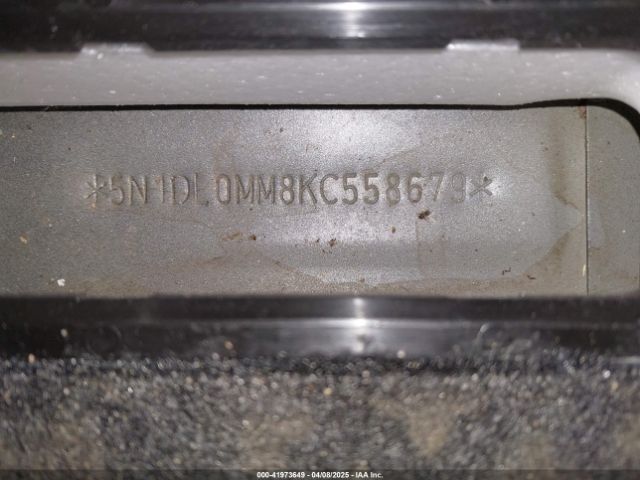 *5N1DL0MM8KC558679*
000-41973649 | 04/08/2025 - IAA Inc.